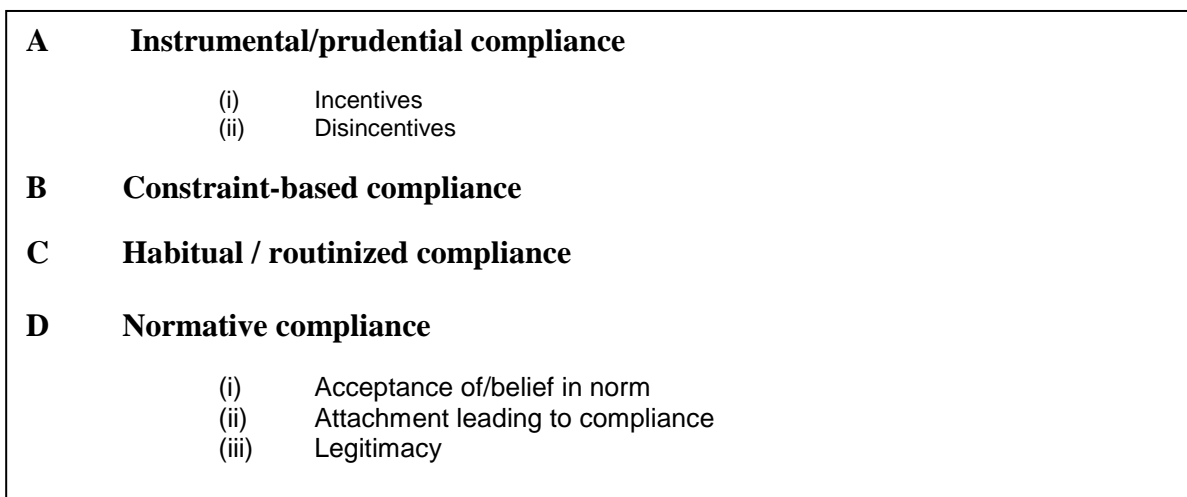 A Instrumental/prudential compliance
(i) Incentives
(ii) Disincentives
B Constraint-based compliance
C Habitual / routinized compliance
D Normative compliance
(i) Acceptance of/belief in norm
(ii) Attachment leading to compliance
(iii) Legitimacy